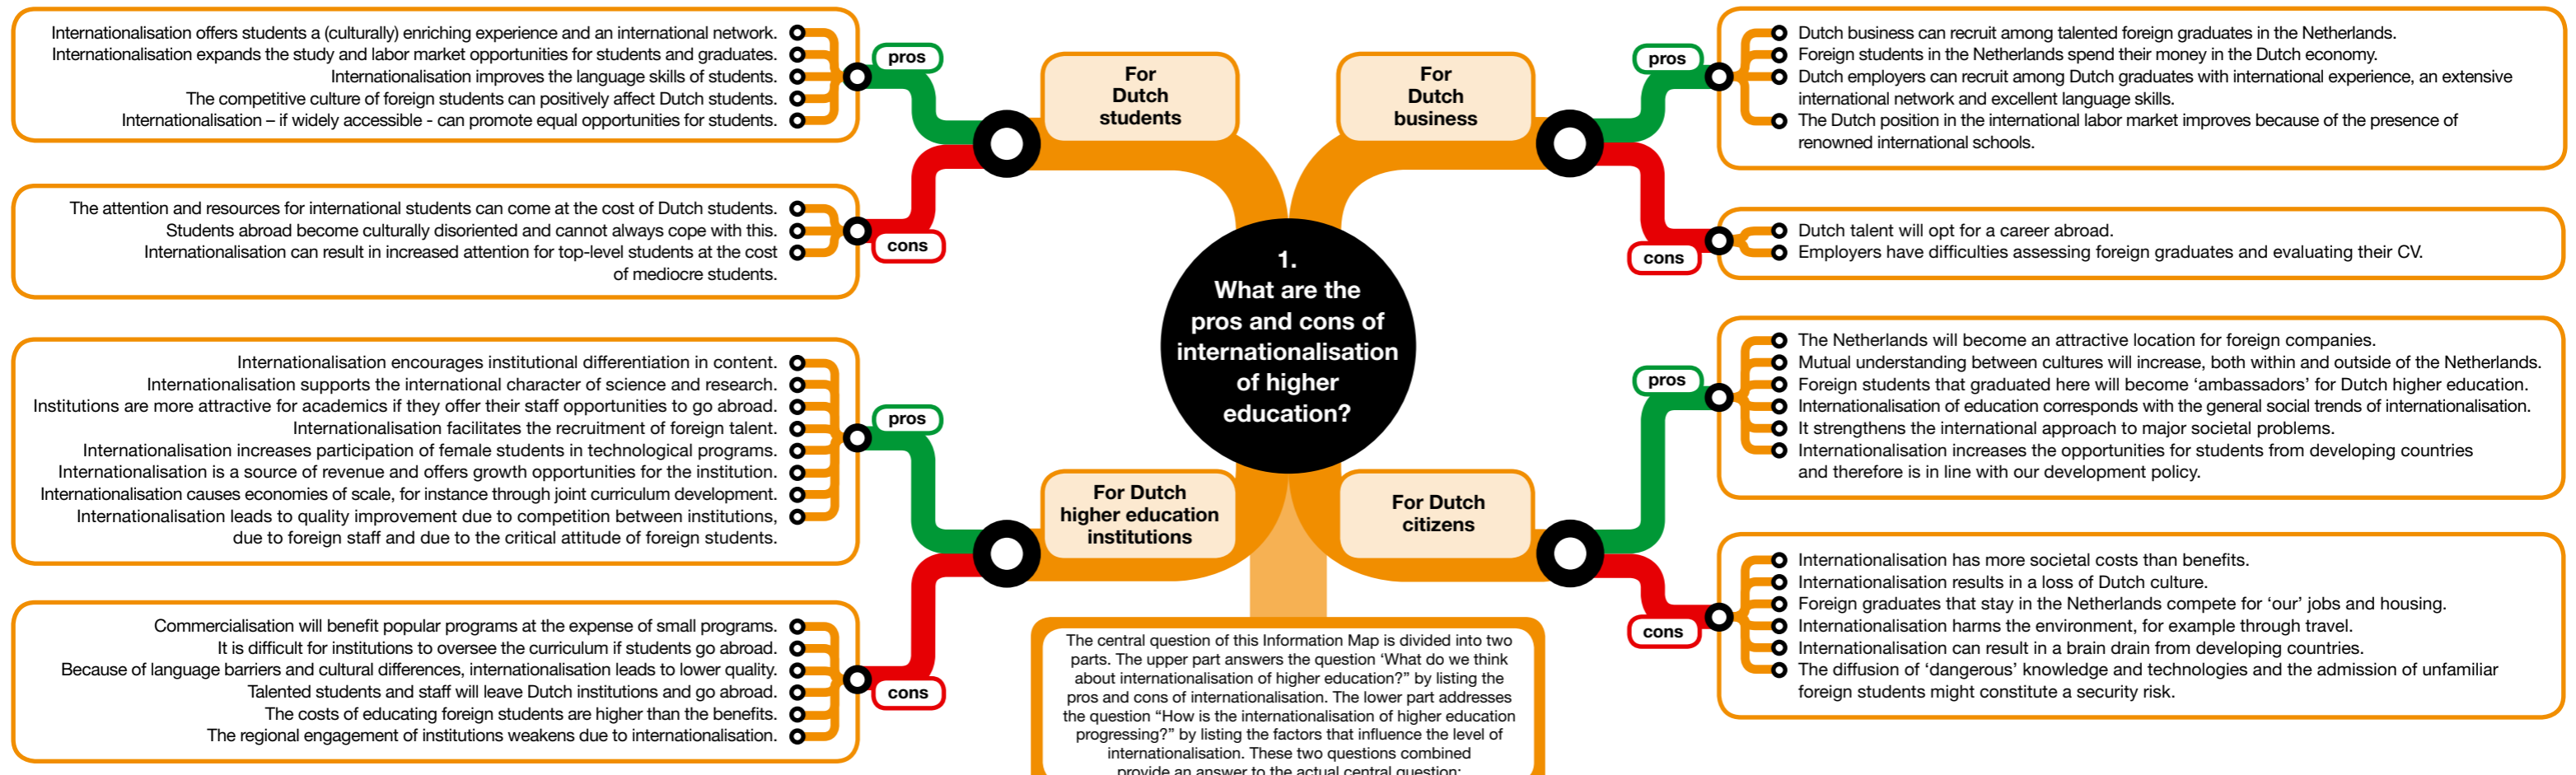 Internationalisation offers students a (culturally) enriching experience and an international network.
Internationalisation expands the study and labor market opportunities for students and graduates.
Internationalisation improves the language skills of students.
The competitive culture of foreign students can positively affect Dutch students.
Internationalisation – if widely accessible - can promote equal opportunities for students.
pros
The attention and resources for international students can come at the cost of Dutch students.
Students abroad become culturally disoriented and cannot always cope with this.
Internationalisation can result in increased attention for top-level students at the cost
of mediocre students.
cons
For
Dutch
students
For
Dutch
business
pros
Dutch business can recruit among talented foreign graduates in the Netherlands.
Foreign students in the Netherlands spend their money in the Dutch economy.
Dutch employers can recruit among Dutch graduates with international experience, an extensive
international network and excellent language skills.
The Dutch position in the international labor market improves because of the presence of
renowned international schools.
cons
Dutch talent will opt for a career abroad.
Employers have difficulties assessing foreign graduates and evaluating their CV.
1.
What are the
pros and cons of
internationalisation
of higher
education?
Internationalisation encourages institutional differentiation in content.
Internationalisation supports the international character of science and research.
Institutions are more attractive for academics if they offer their staff opportunities to go abroad.
Internationalisation facilitates the recruitment of foreign talent.
Internationalisation increases participation of female students in technological programs.
Internationalisation is a source of revenue and offers growth opportunities for the institution.
Internationalisation causes economies of scale, for instance through joint curriculum development.
Internationalisation leads to quality improvement due to competition between institutions,
due to foreign staff and due to the critical attitude of foreign students.
pros
Commercialisation will benefit popular programs at the expense of small programs.
It is difficult for institutions to oversee the curriculum if students go abroad.
Because of language barriers and cultural differences, internationalisation leads to lower quality.
Talented students and staff will leave Dutch institutions and go abroad.
The costs of educating foreign students are higher than the benefits.
The regional engagement of institutions weakens due to internationalisation.
cons
For Dutch
higher education
institutions
For Dutch
citizens
pros
The Netherlands will become an attractive location for foreign companies.
Mutual understanding between cultures will increase, both within and outside of the Netherlands.
Foreign students that graduated here will become ‘ambassadors’ for Dutch higher education.
Internationalisation of education corresponds with the general social trends of internationalisation.
It strengthens the international approach to major societal problems.
Internationalisation increases the opportunities for students from developing countries
and therefore is in line with our development policy.
cons
Internationalisation has more societal costs than benefits.
Internationalisation results in a loss of Dutch culture.
Foreign graduates that stay in the Netherlands compete for ‘our’ jobs and housing.
Internationalisation harms the environment, for example through travel.
Internationalisation can result in a brain drain from developing countries.
The diffusion of ‘dangerous’ knowledge and technologies and the admission of unfamiliar
foreign students might constitute a security risk.
The central question of this Information Map is divided into two
parts. The upper part answers the question ‘What do we think
about internationalisation of higher education?” by listing the
pros and cons of internationalisation. The lower part addresses
the question “How is the internationalisation of higher education
progressing?” by listing the factors that influence the level of
internationalisation. These two questions combined
provide an answer to the actual central question: